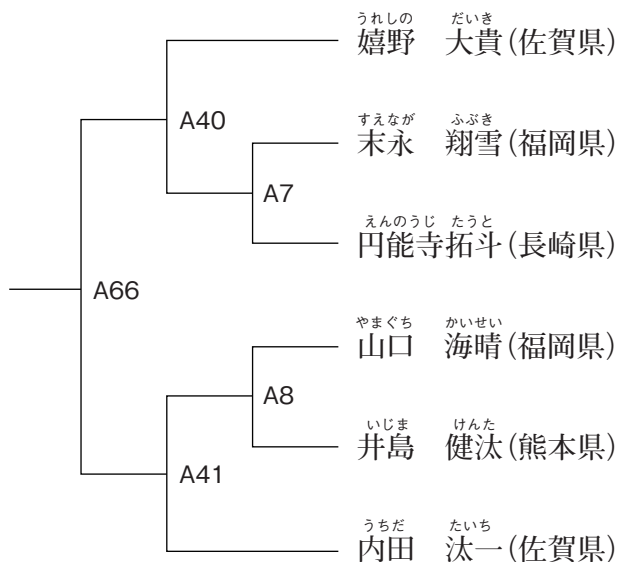 うれしの だいき
嬉野 大貴(佐賀県)
A40
すえなが ふぶき
末永 翔雪(福岡県)
A7
えんのうじ たうと
円能寺拓斗(長崎県)
A66
やまぐち かいせい
山口 海晴(福岡県)
A8
いじま けんた
井島 健汰(熊本県)
A41
うちだ たいち
内田 汰一(佐賀県)